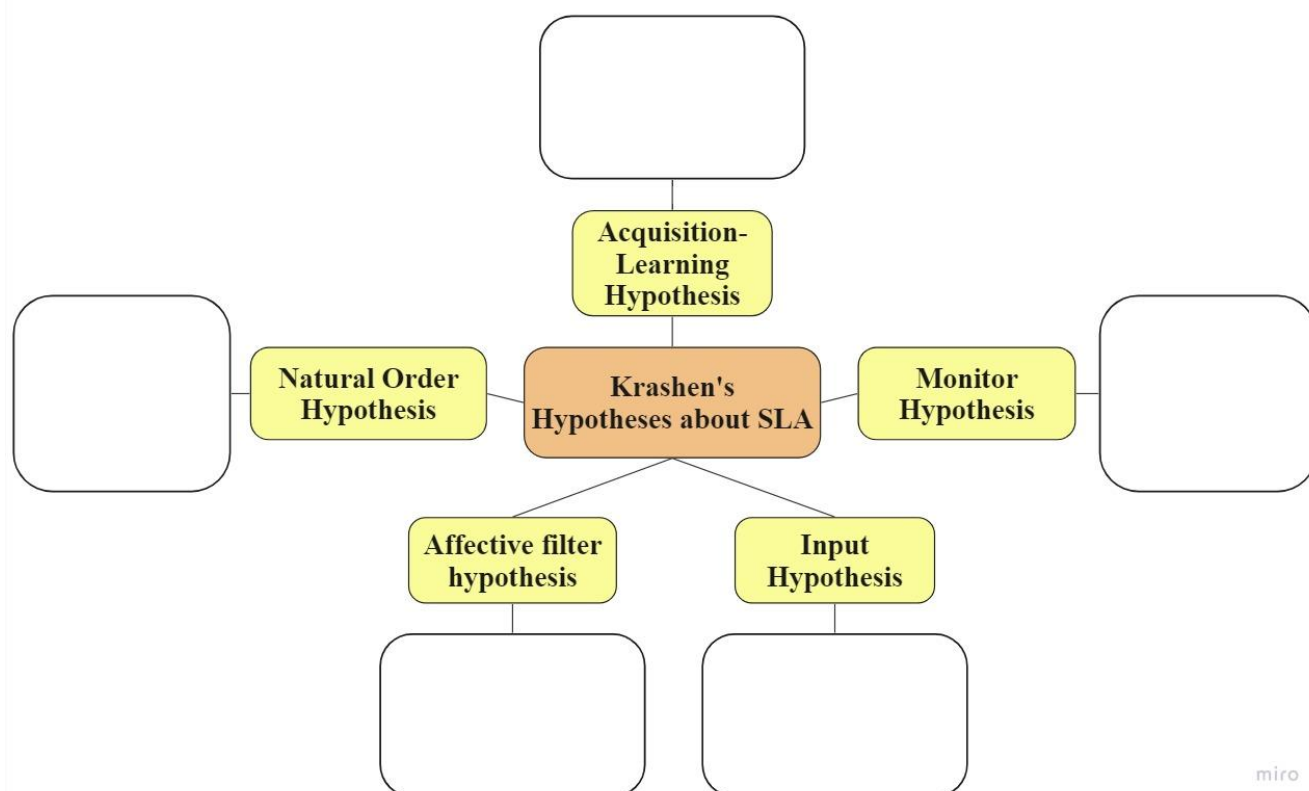 Acquisition-
Learning
Hypothesis
Natural Order
Hypothesis
Krashen's
Hypotheses about SLA
Monitor
Hypothesis
Affective filter
hypothesis
Input
Hypothesis
miro